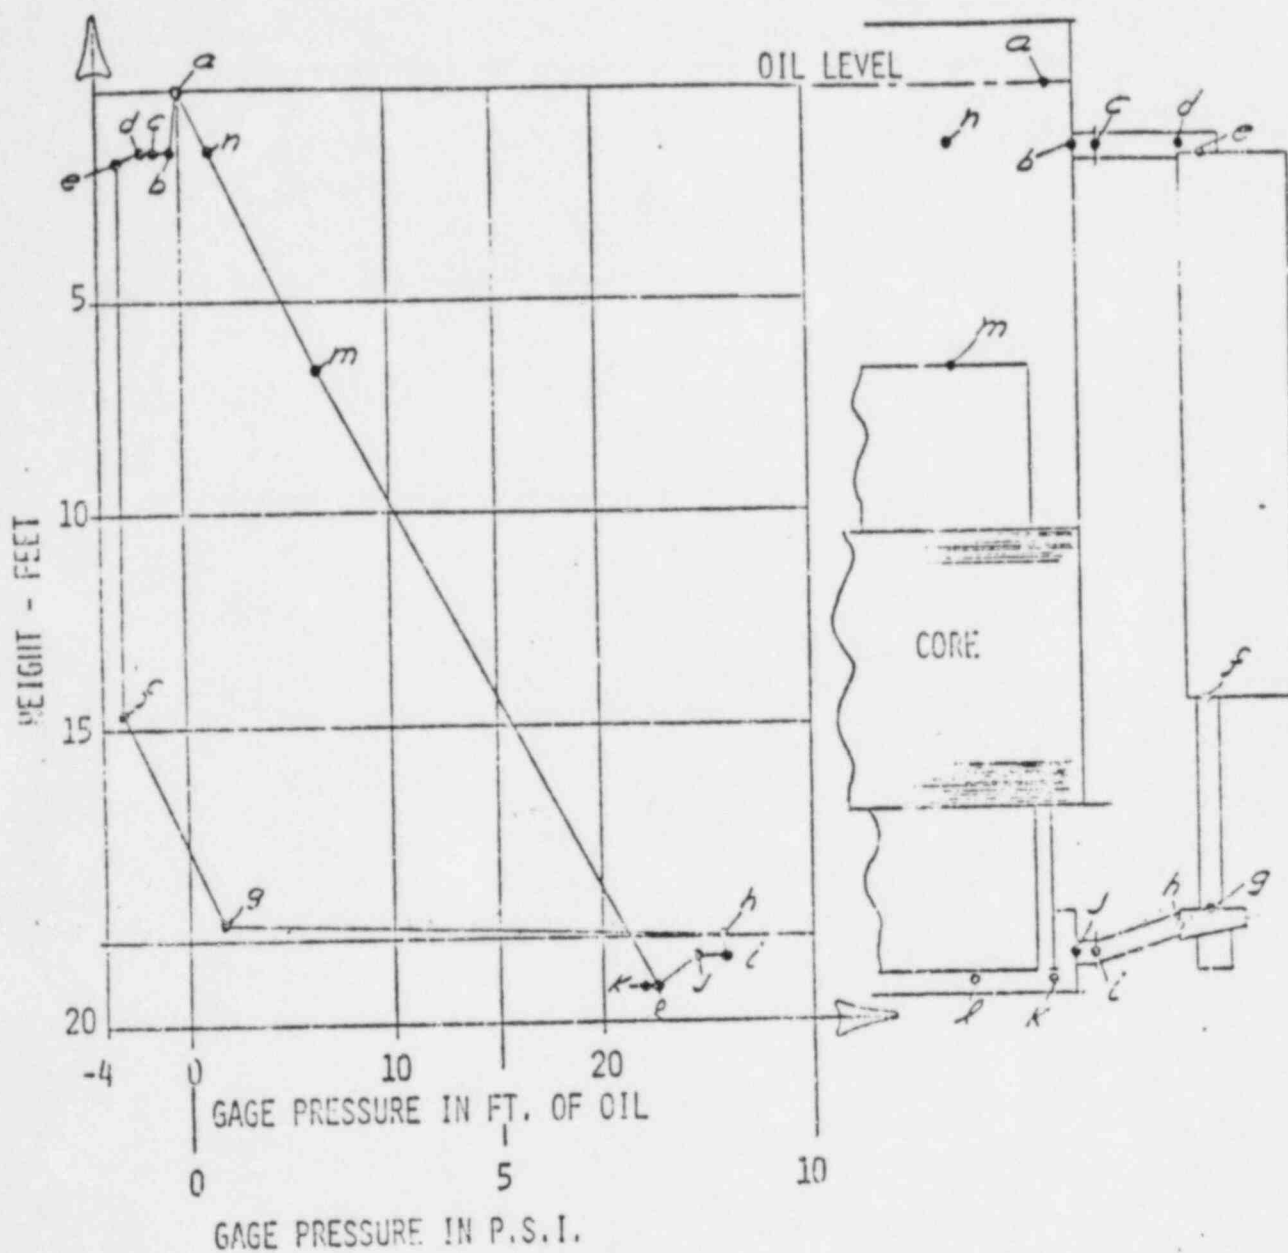 a
OIL LEVEL
a
d c
n
n
c
d
e
b
b
e
5
m
m
10
HEIGHT - FEET
CORE
f
f
15
g
h
h
g
J
K
l
J
i
l
K
i
20
-4 0 10 20
GAGE PRESSURE IN FT. OF OIL
0 5 10
GAGE PRESSURE IN P.S.I.